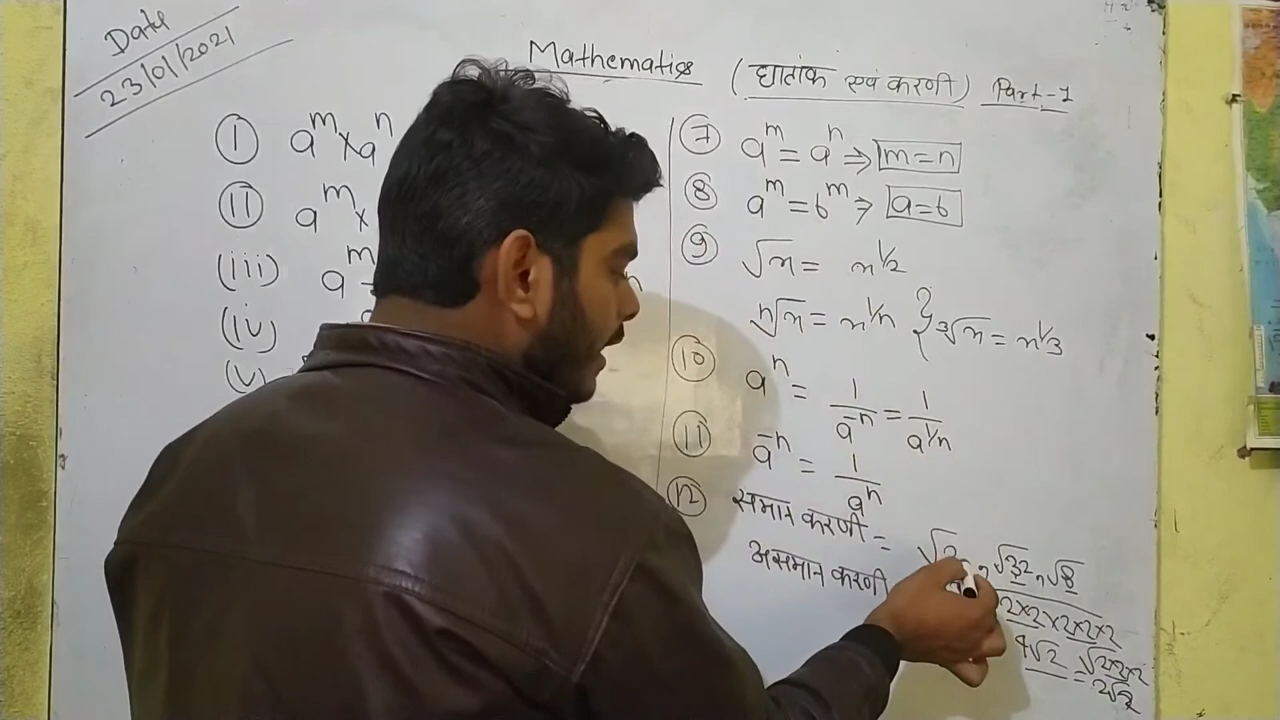 Date
23/01/2021
Mathematics (घातांक एवं करणी) Part-1
(I) a^m × a^n
(II) a^m ×
(iii) a^m
(iv)
(v)
(7) a^m = a^n ⇒ m = n
(8) a^m = b^m ⇒ a = b
(9) √x = x^1/2
ⁿ√x = x^1/n } ³√x = x^1/3
(10) a^n = 1/a^-n = 1/a^1/n
(11) a^-n = 1/a^n
(12) समान करणी = √2, √32, √8
असमान करणी
2×2×2×2×2
4√2 = √2×2×2
2√2